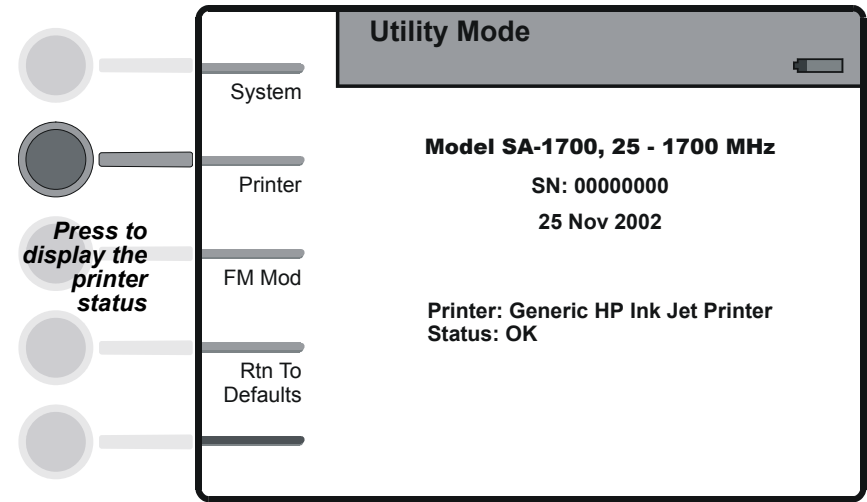 Utility Mode
System
Printer
Press to
display the
printer
status
FM Mod
Rtn To
Defaults
Model SA-1700, 25 - 1700 MHz
SN: 00000000
25 Nov 2002
Printer: Generic HP Ink Jet Printer
Status: OK